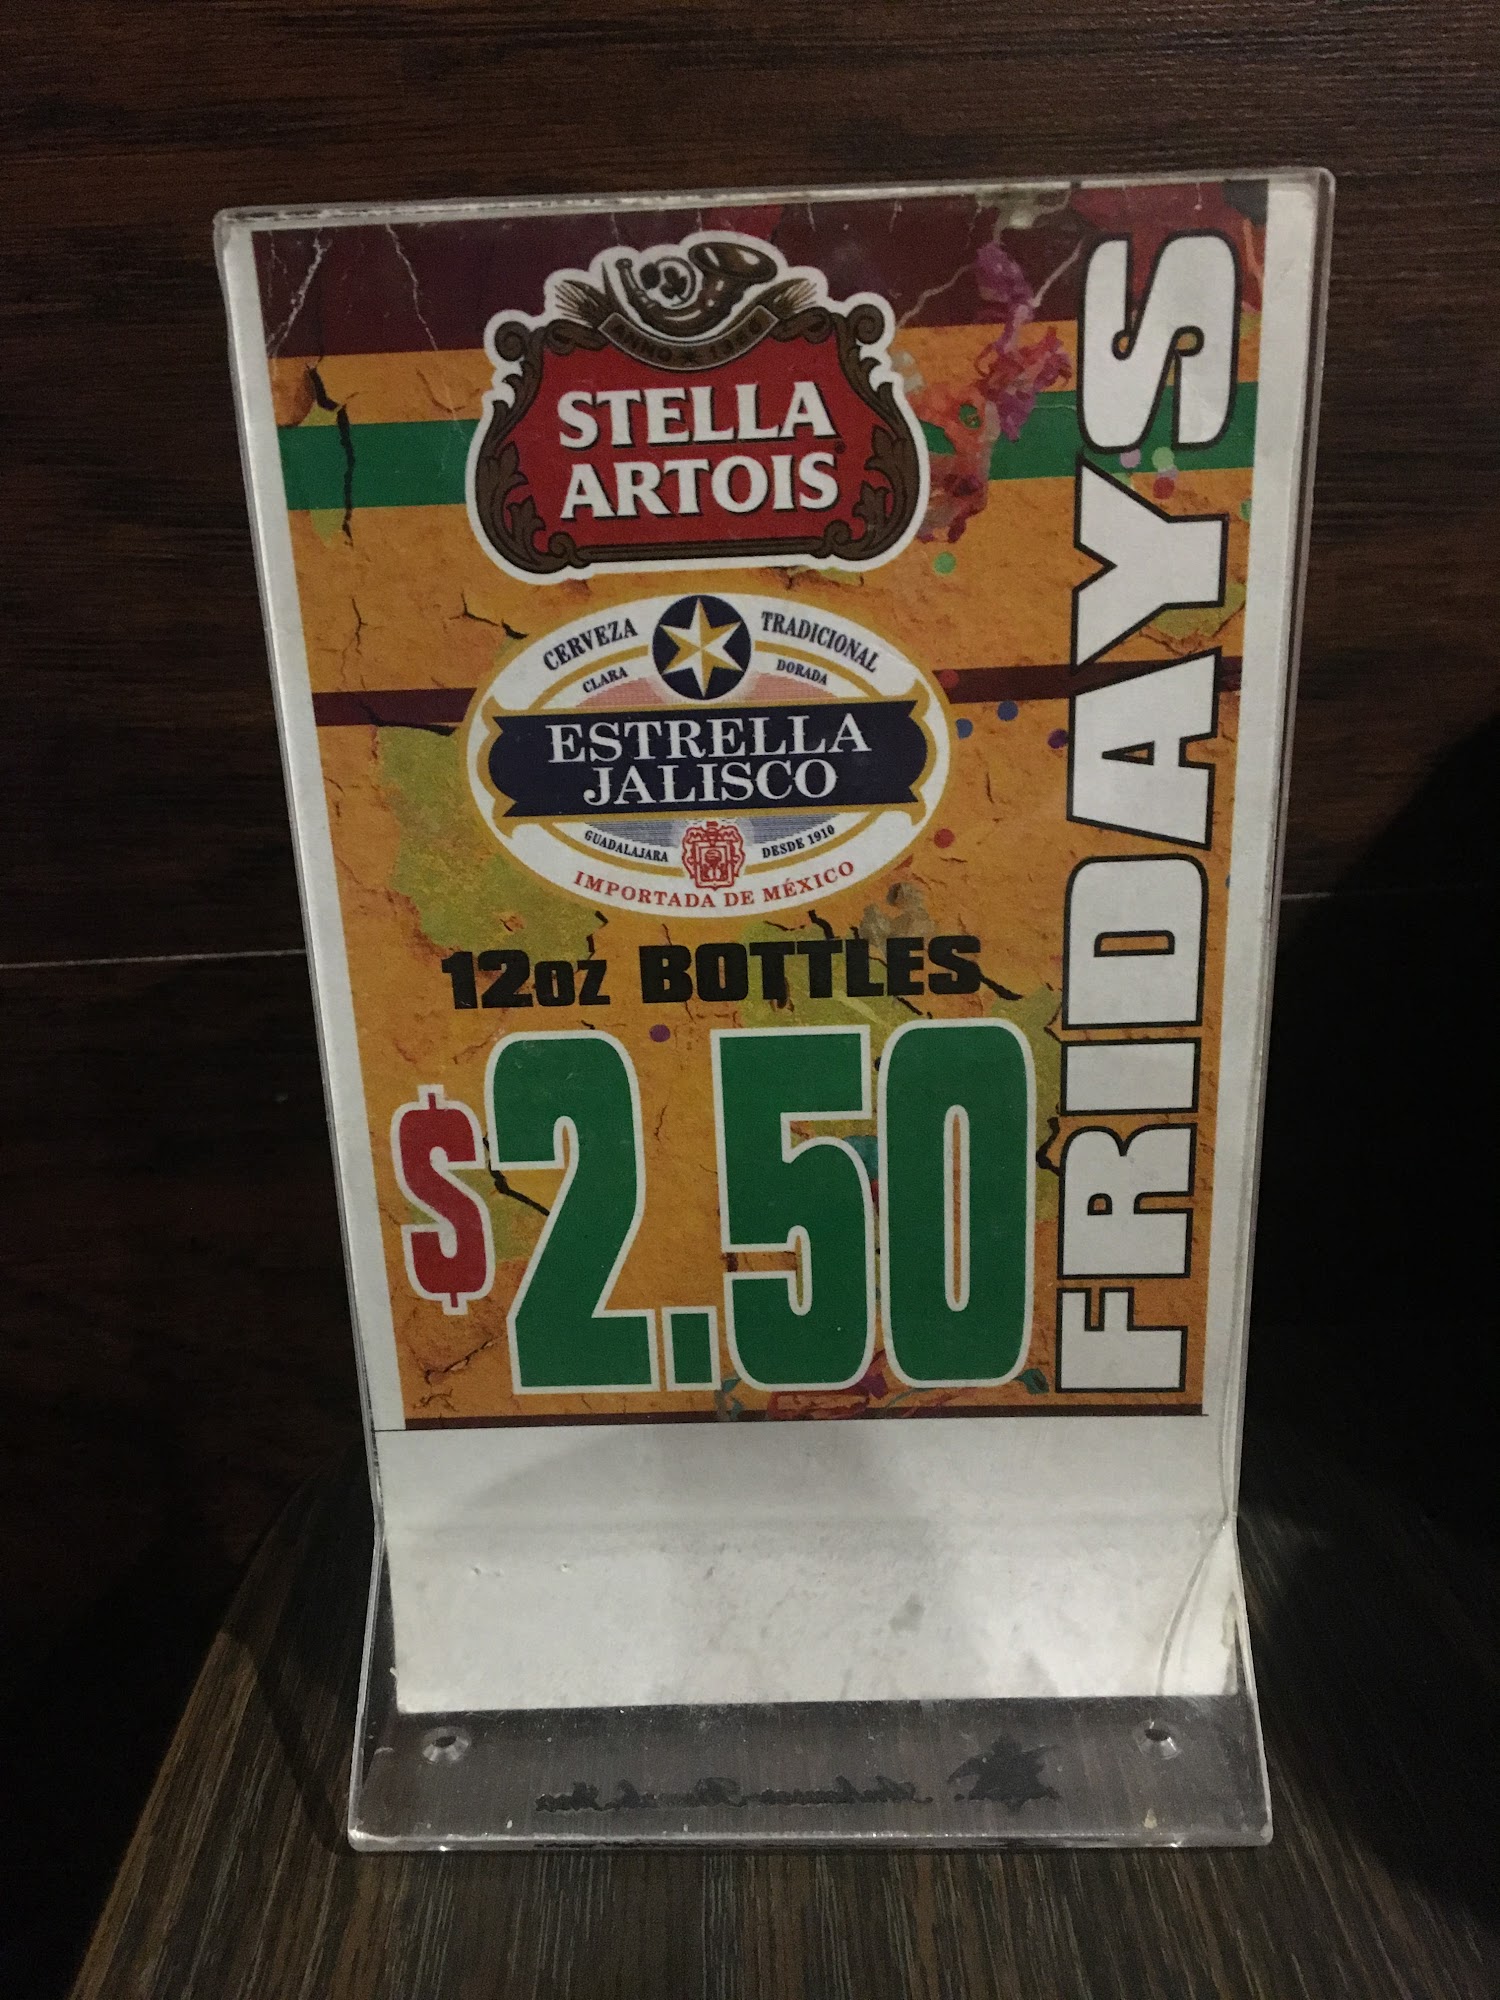 ANNO ★ 1366
STELLA
ARTOIS®
CERVEZA TRADICIONAL
CLARA DORADA
ESTRELLA
JALISCO
GUADALAJARA DESDE 1910
IMPORTADA DE MÉXICO
12oz BOTTLES
$2.50
FRIDAYS